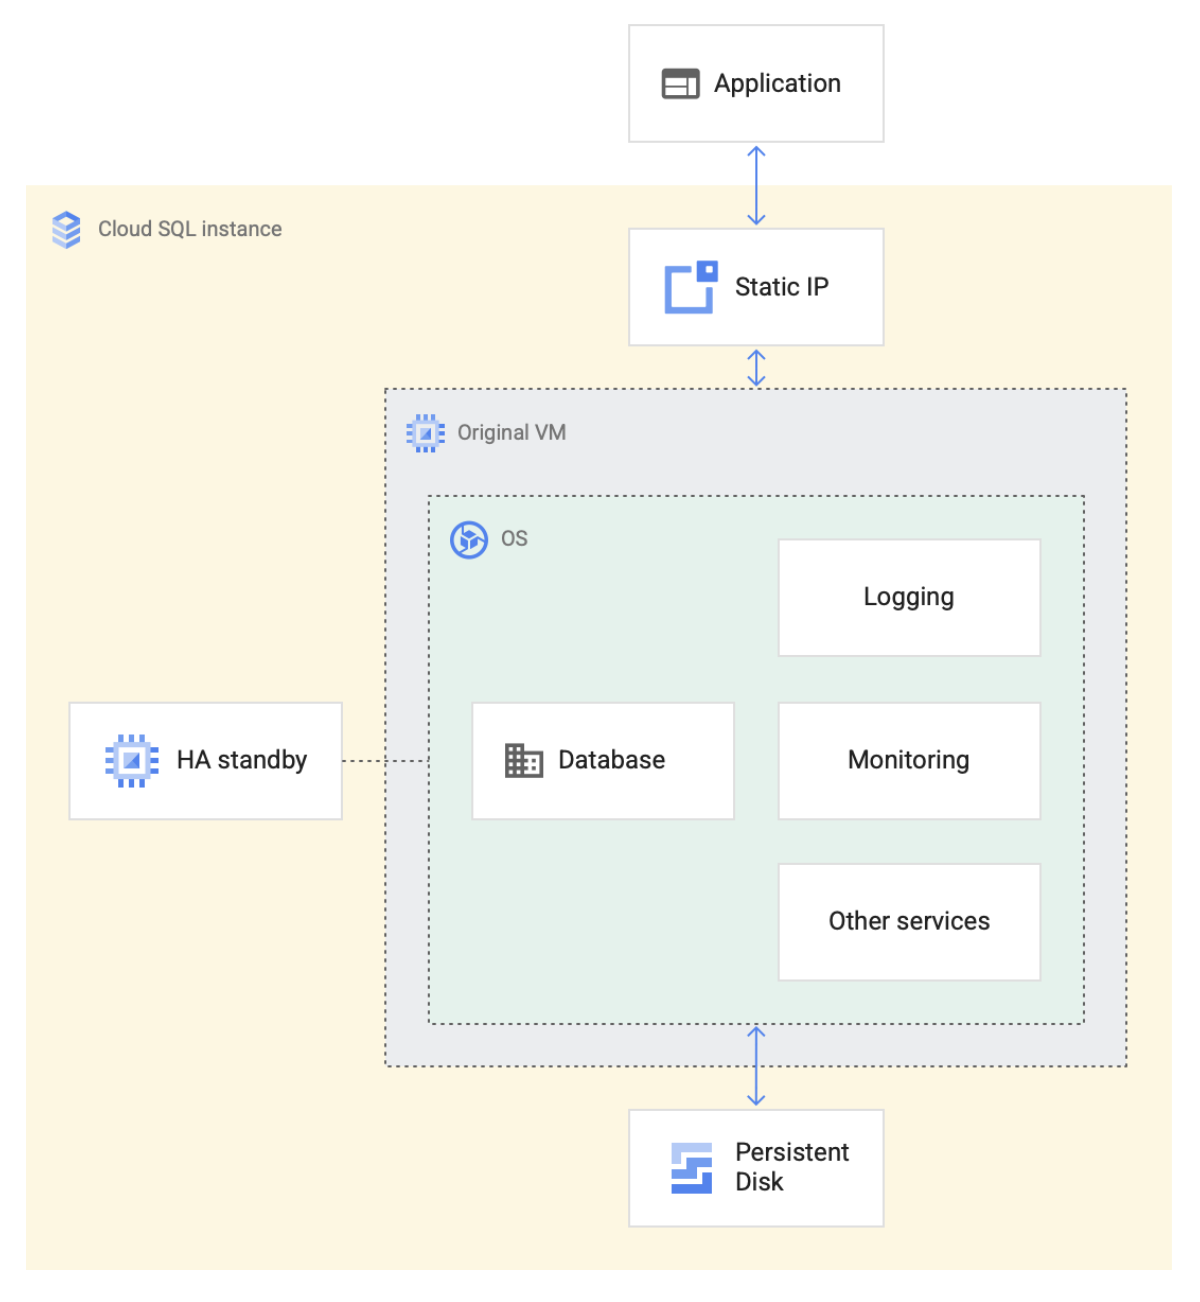 Application
Cloud SQL instance
Static IP
Original VM
OS
Logging
HA standby
Database
Monitoring
Other services
Persistent
Disk